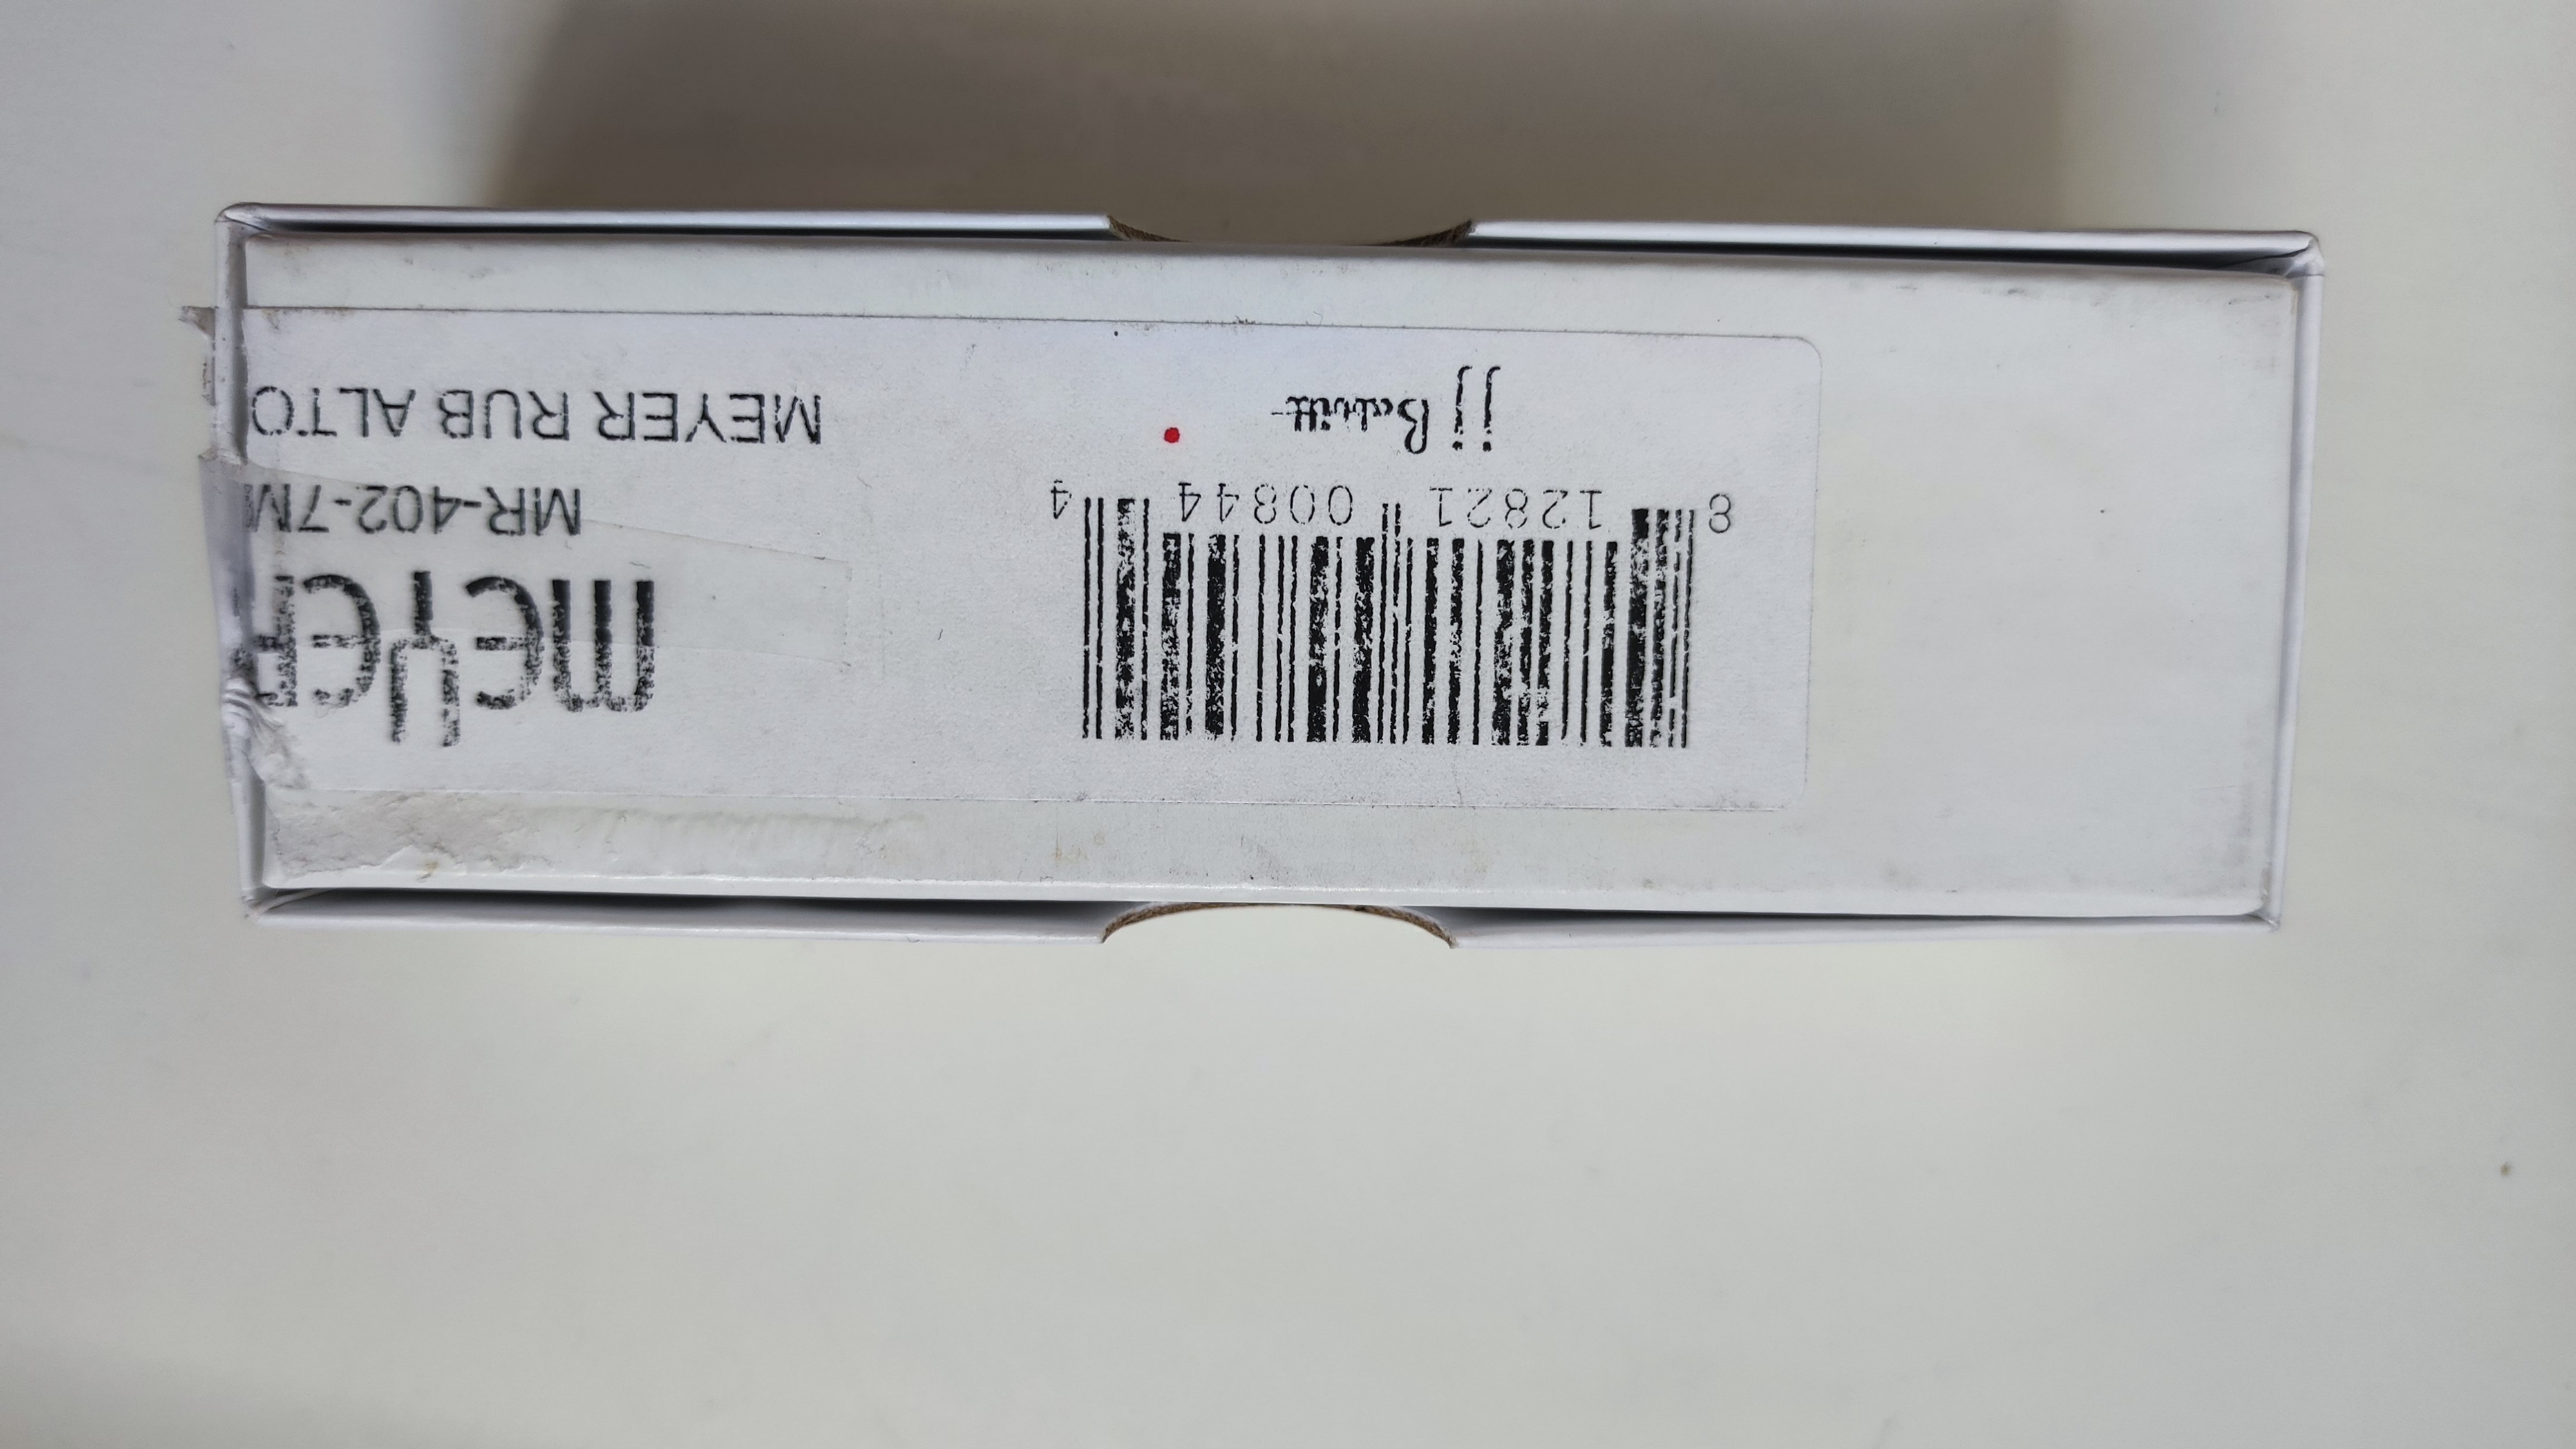 8 12821 00844 4
jj Babbitt
meyer
MR-402-7M
MEYER RUB ALTO